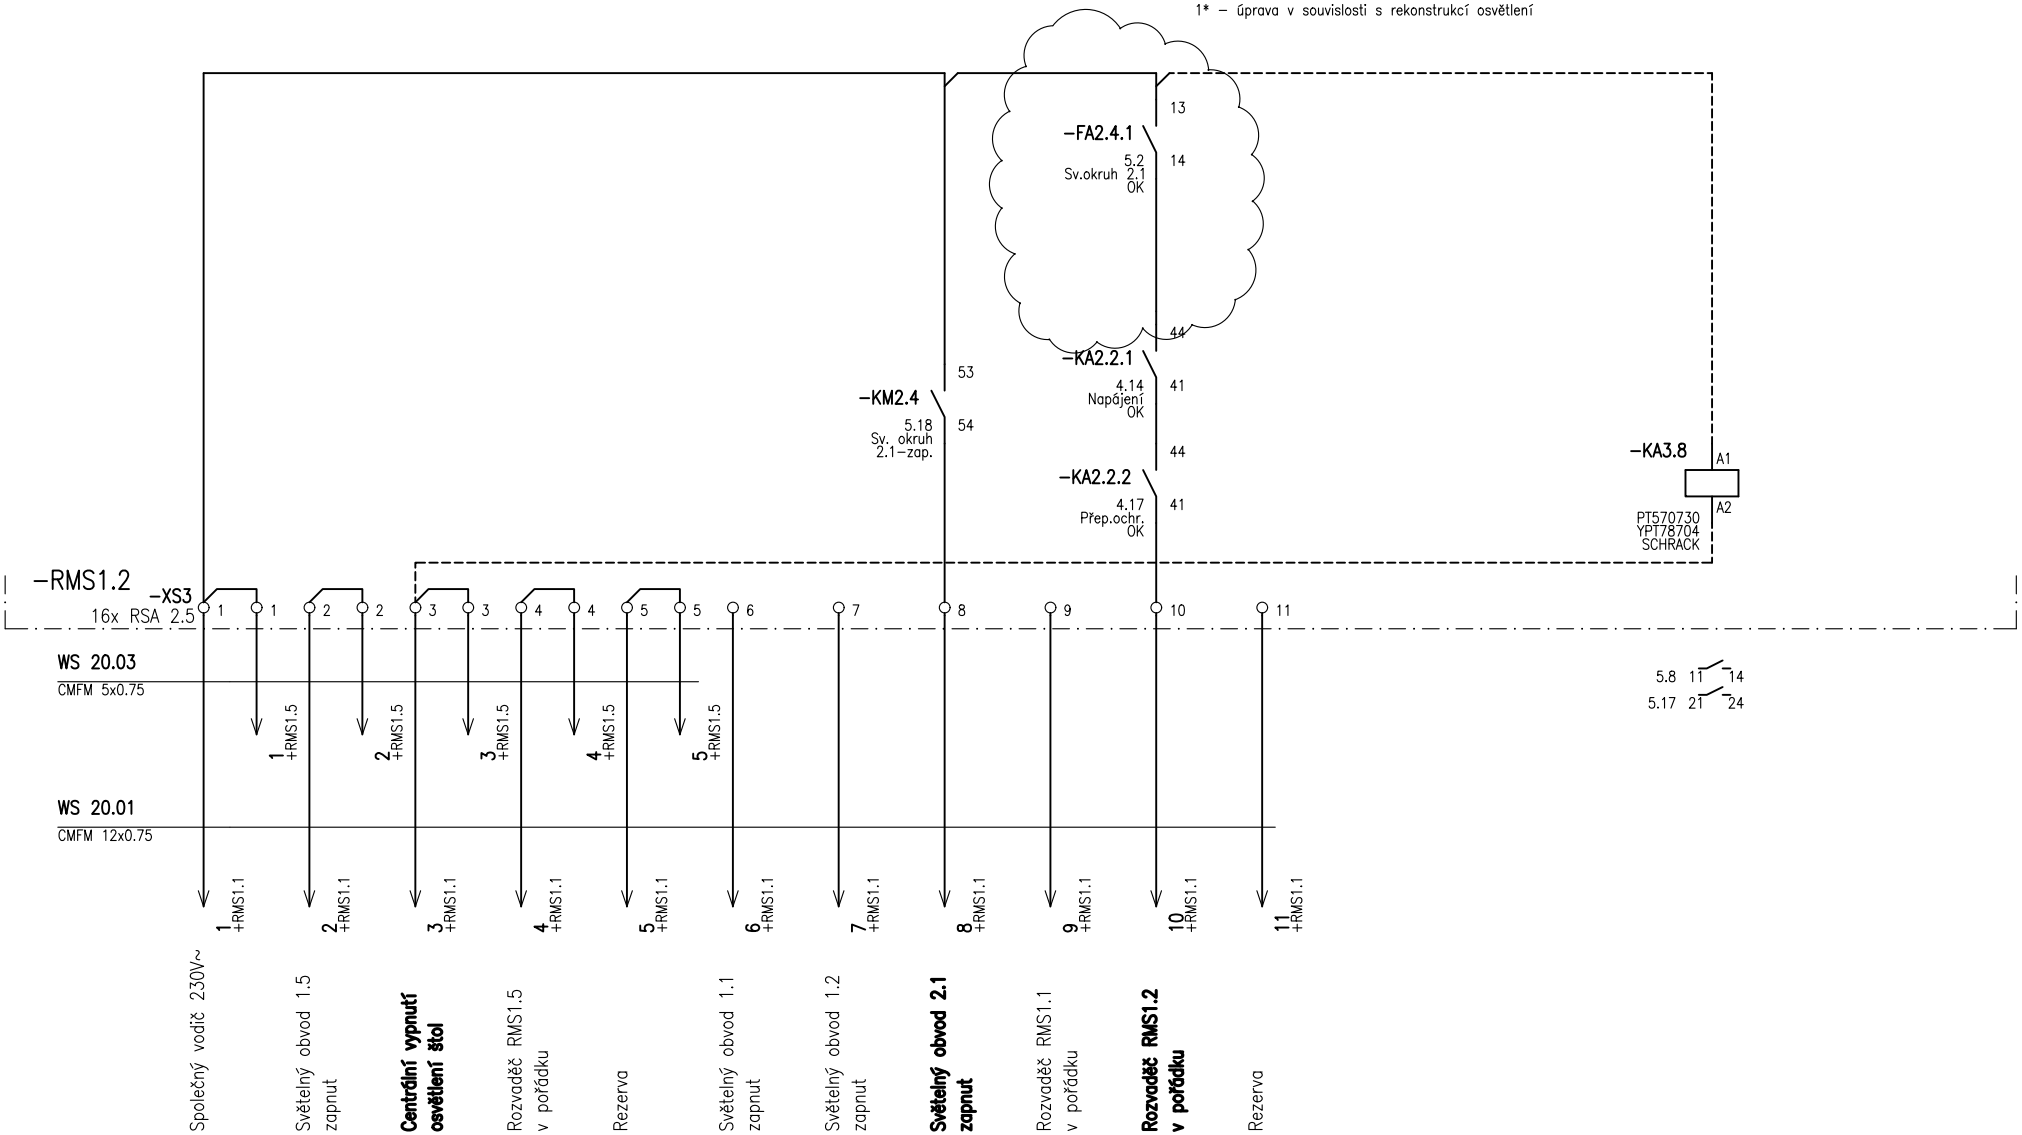 1* – úprava v souvislosti s rekonstrukcí osvětlení
13
–FA2.4.1
5.2
14
Sv.okruh 2.1
OK
44
–KA2.2.1
4.14
41
Napájení
OK
53
–KM2.4
5.18
54
Sv. okruh
2.1–zap.
44
–KA2.2.2
4.17
41
Přep.ochr.
OK
–KA3.8
A1
A2
PT570730
YPT78704
SCHRACK
–RMS1.2
–XS3
16x RSA 2.5
1 1 2 2 3 3 4 4 5 5 6 7 8 9 10 11
WS 20.03
CMFM 5x0.75
5.8 11 14
5.17 21 24
1
+RMS1.5
2
+RMS1.5
3
+RMS1.5
4
+RMS1.5
5
+RMS1.5
WS 20.01
CMFM 12x0.75
1
+RMS1.1
2
+RMS1.1
3
+RMS1.1
4
+RMS1.1
5
+RMS1.1
6
+RMS1.1
7
+RMS1.1
8
+RMS1.1
9
+RMS1.1
10
+RMS1.1
11
+RMS1.1
Společný vodič 230V~
Světelný obvod 1.5
zapnut
Centrální vypnutí
osvětlení štol
Rozvaděč RMS1.5
v pořádku
Rezerva
Světelný obvod 1.1
zapnut
Světelný obvod 1.2
zapnut
Světelný obvod 2.1
zapnut
Rozvaděč RMS1.1
v pořádku
Rozvaděč RMS1.2
v pořádku
Rezerva